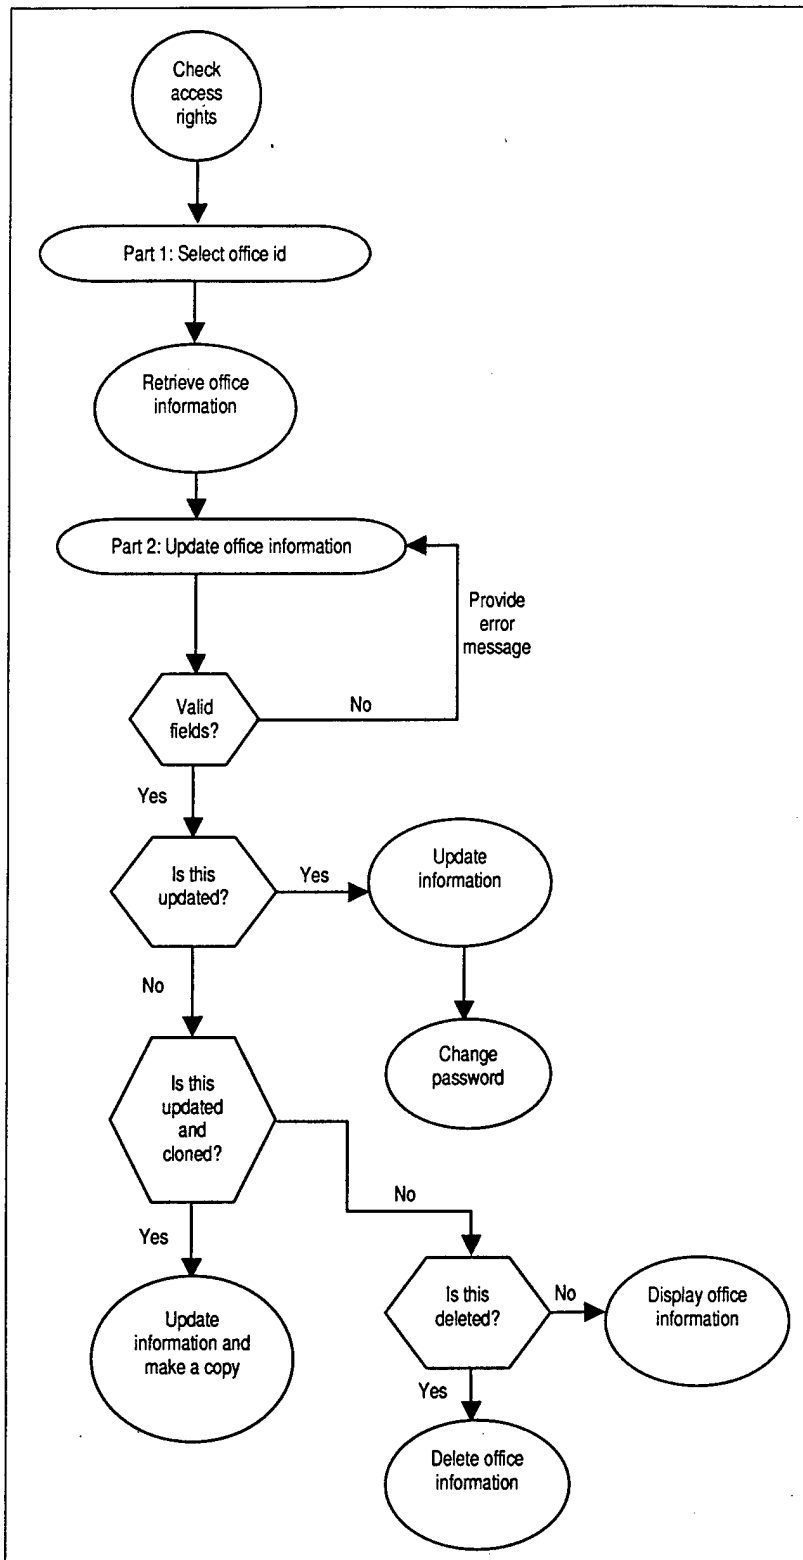 Check
access
rights
Part 1: Select office id
Retrieve office
information
Part 2: Update office information
Provide
error
message
Valid
fields?
No
Yes
Is this
updated?
Yes
Update
information
No
Change
password
Is this
updated
and
cloned?
No
Yes
Update
information and
make a copy
Is this
deleted?
No
Display office
information
Yes
Delete office
information